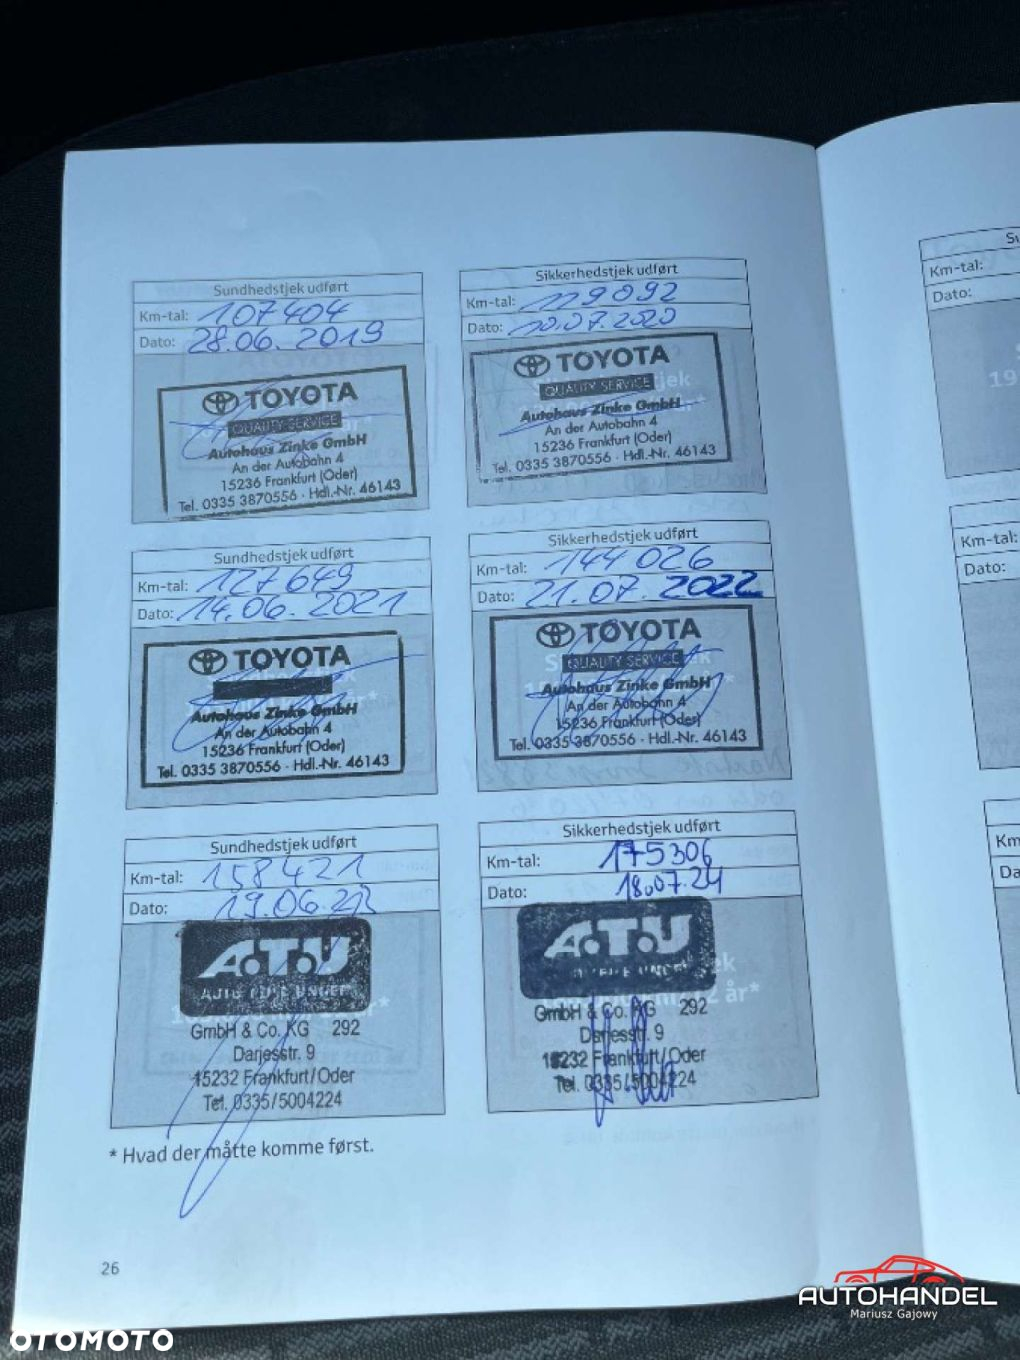 Sundhedstjek udført
Km-tal: 107404
Dato: 28.06.2019
TOYOTA
QUALITY SERVICE
Autohaus Zinke GmbH
An der Autobahn 4
15236 Frankfurt (Oder)
Tel. 0335 3870556 · Hdl.-Nr. 46143
Sikkerhedstjek udført
Km-tal: 119092
Dato: 10.07.2020
TOYOTA
QUALITY SERVICE
Autohaus Zinke GmbH
An der Autobahn 4
15236 Frankfurt (Oder)
Tel. 0335 3870556 · Hdl.-Nr. 46143
Sundhedstjek udført
Km-tal: 127649
Dato: 14.06.2021
TOYOTA
Autohaus Zinke GmbH
An der Autobahn 4
15236 Frankfurt (Oder)
Tel. 0335 3870556 · Hdl.-Nr. 46143
Sikkerhedstjek udført
Km-tal: 144026
Dato: 21.07.2022
TOYOTA
QUALITY SERVICE
Autohaus Zinke GmbH
An der Autobahn 4
15236 Frankfurt (Oder)
Tel. 0335 3870556 · Hdl.-Nr. 46143
Sundhedstjek udført
Km-tal: 158421
Dato: 19.06.23
A.T.U
GmbH & Co. KG 292
Darjesstr. 9
15232 Frankfurt/Oder
Tel. 0335/5004224
Sikkerhedstjek udført
Km-tal: 175306
Dato: 18.07.24
A.T.U
GmbH & Co. KG 292
Darjesstr. 9
15232 Frankfurt/Oder
Tel. 0335/5004224
* Hvad der måtte komme først.
26
Km-tal:
Dato:
Km-tal:
Dato:
OTOMOTO
AUTOHANDEL
Mariusz Gajowy